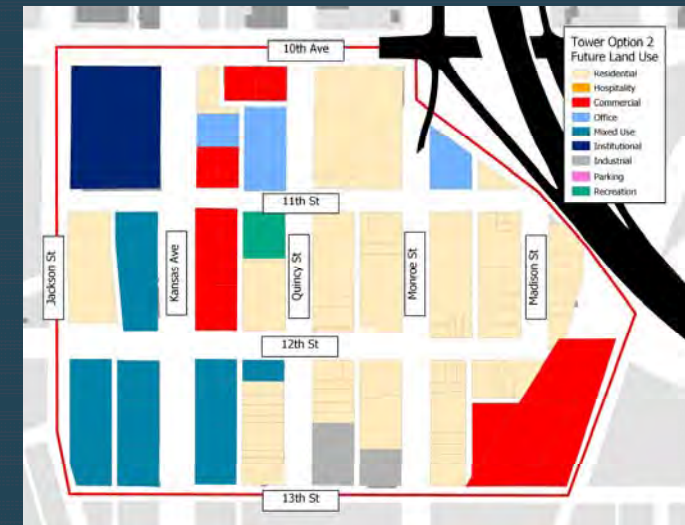 10th Ave
Tower Option 2
Future Land Use
Residential
Hospitality
Commercial
Office
Mixed Use
Institutional
Industrial
Parking
Recreation
11th St
Jackson St
Kansas Ave
Quincy St
Monroe St
Madison St
12th St
13th St